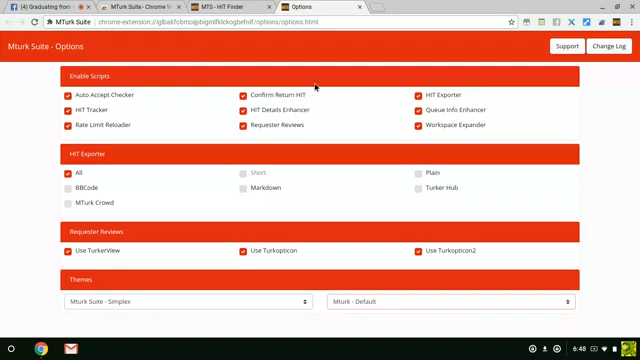 (4) Graduating from
MTurk Suite - Chrome W
MTS - HIT Finder
Options
MTurk Suite
chrome-extension://iglbakfobmoijpbigmlfklckogbefnlf/options/options.html
Mturk Suite - Options
Support
Change Log
Enable Scripts
Auto Accept Checker
Confirm Return HIT
HIT Exporter
HIT Tracker
HIT Details Enhancer
Queue Info Enhancer
Rate Limit Reloader
Requester Reviews
Workspace Expander
HIT Exporter
All
Short
Plain
BBCode
Markdown
Turker Hub
MTurk Crowd
Requester Reviews
Use TurkerView
Use Turkopticon
Use Turkopticon2
Themes
Mturk Suite - Simplex
Mturk - Default
6:48